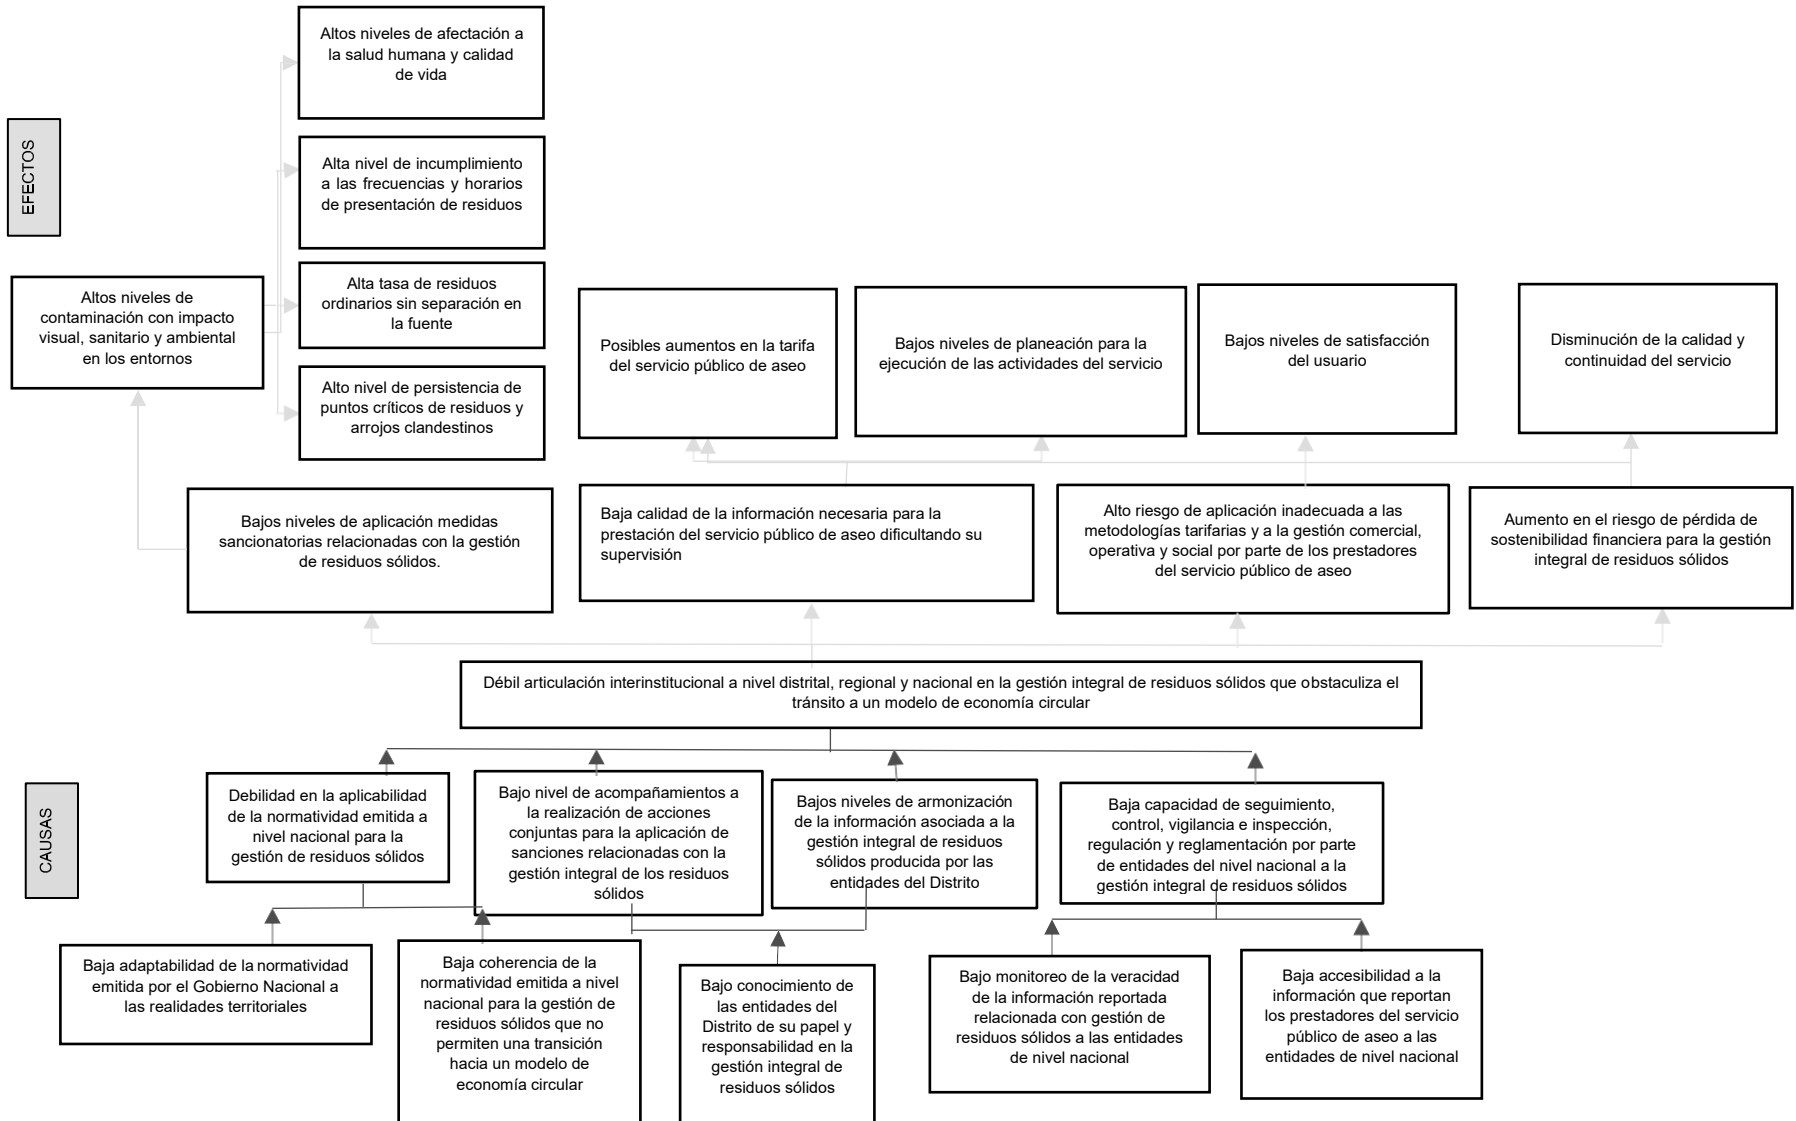 Altos niveles de afectación a
la salud humana y calidad
de vida
EFECTOS
Alta nivel de incumplimiento
a las frecuencias y horarios
de presentación de residuos
Altos niveles de
contaminación con impacto
visual, sanitario y ambiental
en los entornos
Alta tasa de residuos
ordinarios sin separación en
la fuente
Alto nivel de persistencia de
puntos críticos de residuos y
arrojos clandestinos
Posibles aumentos en la tarifa
del servicio público de aseo
Bajos niveles de planeación para la
ejecución de las actividades del servicio
Bajos niveles de satisfacción
del usuario
Disminución de la calidad y
continuidad del servicio
Bajos niveles de aplicación medidas
sancionatorias relacionadas con la gestión
de residuos sólidos.
Baja calidad de la información necesaria para la
prestación del servicio público de aseo dificultando su
supervisión
Alto riesgo de aplicación inadecuada a las
metodologías tarifarias y a la gestión comercial,
operativa y social por parte de los prestadores
del servicio público de aseo
Aumento en el riesgo de pérdida de
sostenibilidad financiera para la gestión
integral de residuos sólidos
Débil articulación interinstitucional a nivel distrital, regional y nacional en la gestión integral de residuos sólidos que obstaculiza el
tránsito a un modelo de economía circular
CAUSAS
Debilidad en la aplicabilidad
de la normatividad emitida a
nivel nacional para la
gestión de residuos sólidos
Bajo nivel de acompañamientos a
la realización de acciones
conjuntas para la aplicación de
sanciones relacionadas con la
gestión integral de los residuos
sólidos
Bajos niveles de armonización
de la información asociada a la
gestión integral de residuos
sólidos producida por las
entidades del Distrito
Baja capacidad de seguimiento,
control, vigilancia e inspección,
regulación y reglamentación por parte
de entidades del nivel nacional a la
gestión integral de residuos sólidos
Baja adaptabilidad de la normatividad
emitida por el Gobierno Nacional a
las realidades territoriales
Baja coherencia de la
normatividad emitida a nivel
nacional para la gestión de
residuos sólidos que no
permiten una transición
hacia un modelo de
economía circular
Bajo conocimiento de
las entidades del
Distrito de su papel y
responsabilidad en la
gestión integral de
residuos sólidos
Bajo monitoreo de la veracidad
de la información reportada
relacionada con gestión de
residuos sólidos a las entidades
de nivel nacional
Baja accesibilidad a la
información que reportan
los prestadores del servicio
público de aseo a las
entidades de nivel nacional